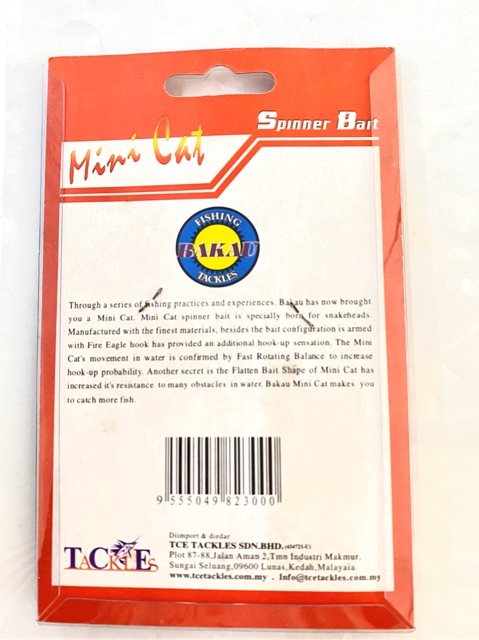 Spinner Bait
Mini Cat
FISHING
BAKAU
TACKLES
Through a series of fishing practices and experiences. Bakau has now brought
you a Mini Cat. Mini Cat spinner bait is specially born for snakeheads.
Manufactured with the finest materials, besides the bait configuration is armed
with Fire Eagle hook has provided an additional hook-up sensation. The Mini
Cat's movement in water is confirmed by Fast Rotating Balance to increase
hook-up probability. Another secret is the Flatten Bait Shape of Mini Cat has
increased it's resistance to many obstacles in water. Bakau Mini Cat makes you
to catch more fish.
9 555049 823000
Diimport & diedar
TCE TACKLES SDN.BHD. (434723-U)
Plot 87-88,Jalan Aman 2,Tmn Industri Makmur.
Sungai Seluang,09600 Lunas,Kedah,Malayaia.
www.tcetackles.com.my . Info@tcetackles.com.my
TACKLEs